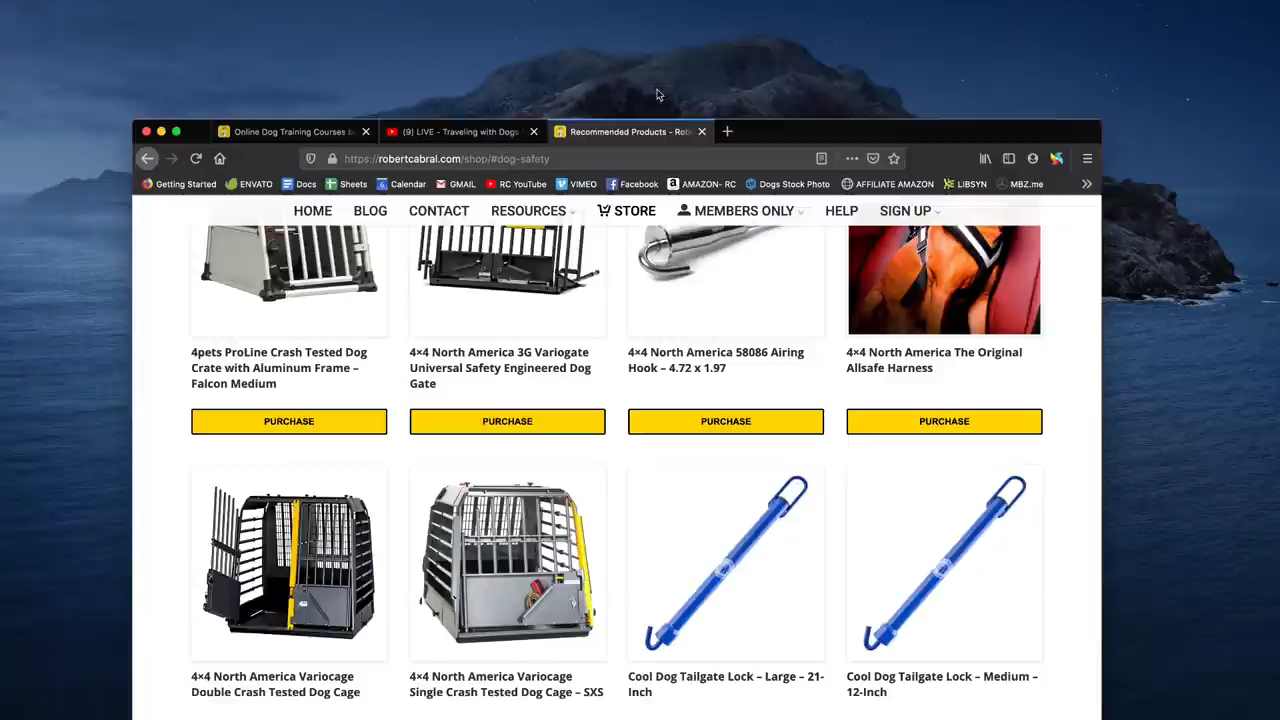 Online Dog Training Courses b
(9) LIVE - Traveling with Dogs
Recommended Products - Rob
https://robertcabral.com/shop/#dog-safety
Getting Started
ENVATO
Docs
Sheets
Calendar
GMAIL
RC YouTube
VIMEO
Facebook
AMAZON- RC
Dogs Stock Photo
AFFILIATE AMAZON
LIBSYN
MBZ.me
HOME
BLOG
CONTACT
RESOURCES
STORE
MEMBERS ONLY
HELP
SIGN UP
4pets ProLine Crash Tested Dog
Crate with Aluminum Frame –
Falcon Medium
4×4 North America 3G Variogate
Universal Safety Engineered Dog
Gate
4×4 North America 58086 Airing
Hook – 4.72 x 1.97
4×4 North America The Original
Allsafe Harness
PURCHASE
PURCHASE
PURCHASE
PURCHASE
4×4 North America Variocage
Double Crash Tested Dog Cage
4×4 North America Variocage
Single Crash Tested Dog Cage – SXS
Cool Dog Tailgate Lock – Large – 21-
Inch
Cool Dog Tailgate Lock – Medium –
12-Inch